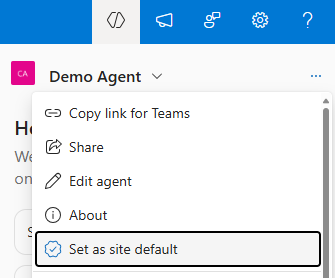 CA
Demo Agent
Copy link for Teams
Share
Edit agent
About
Set as site default